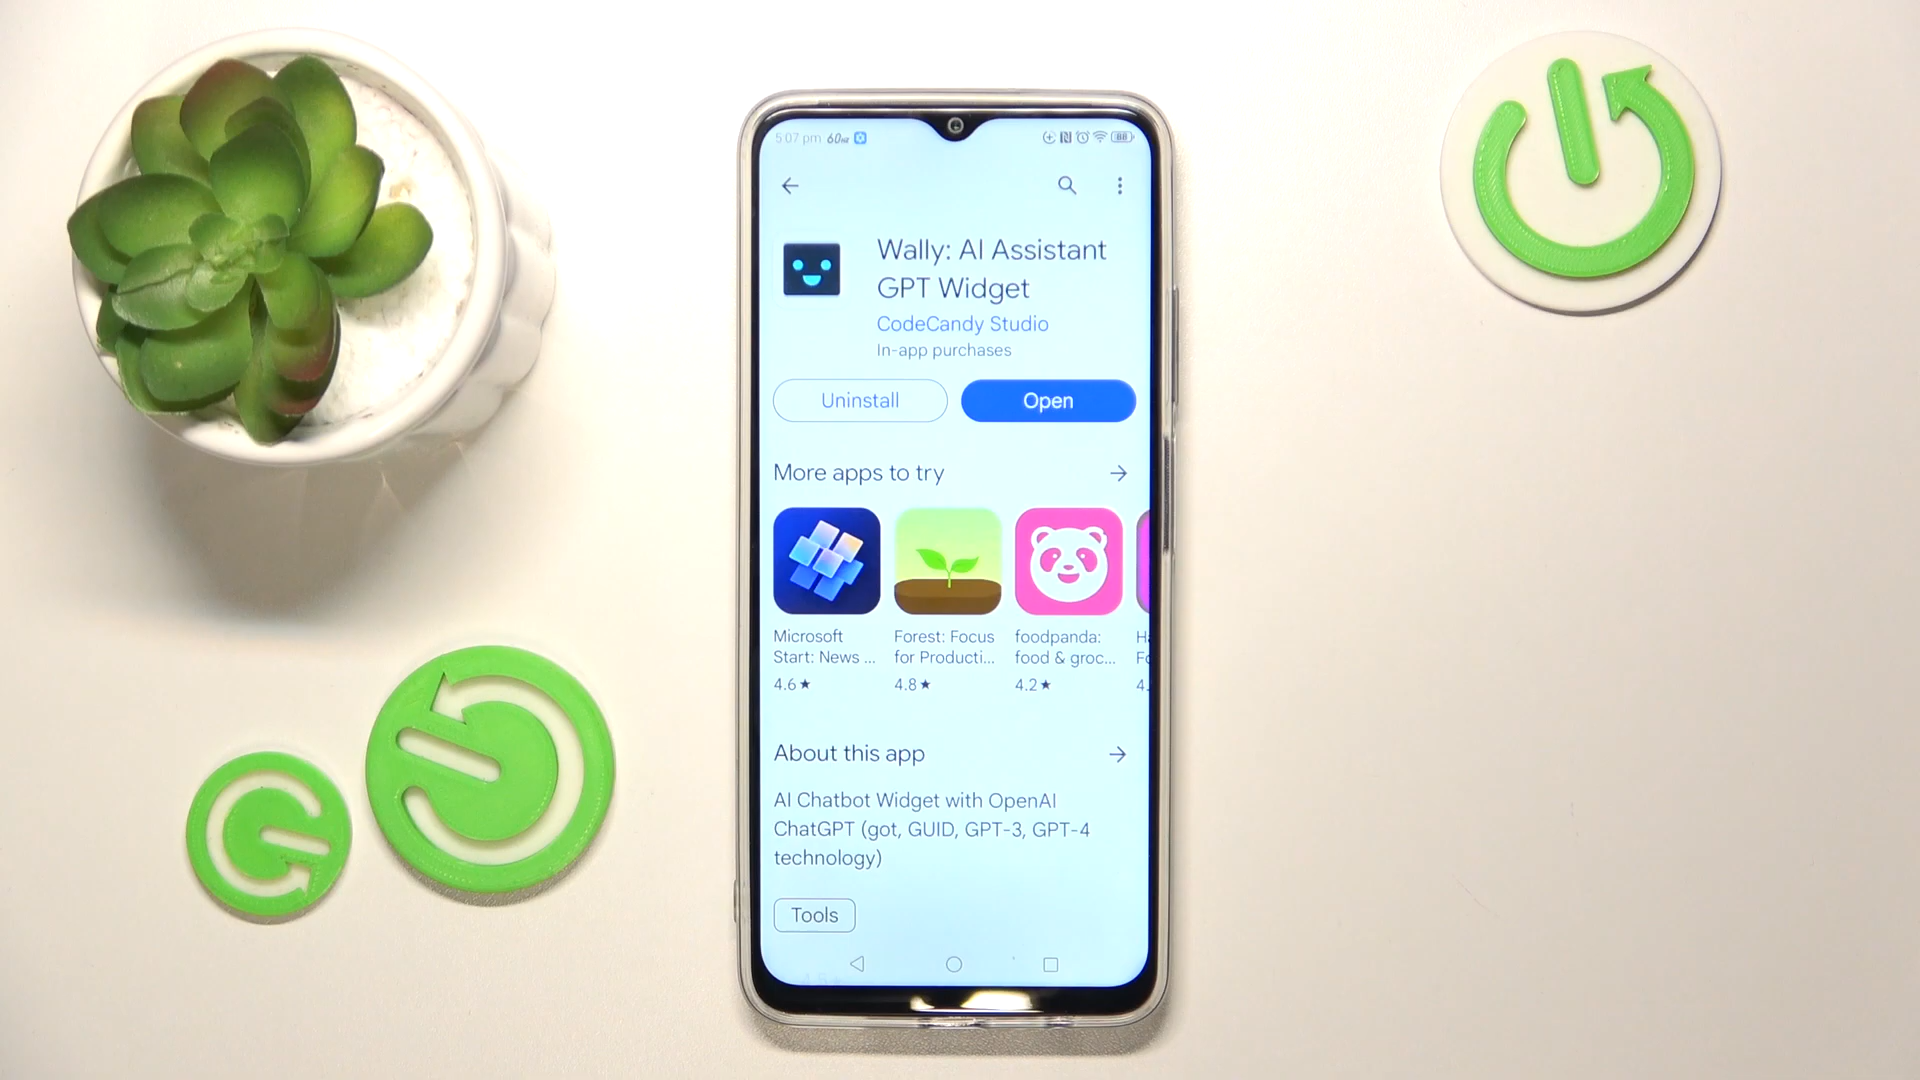 5:07 pm 60Hz
88
Wally: AI Assistant
GPT Widget
CodeCandy Studio
In-app purchases
Uninstall Open
More apps to try
Microsoft
Start: News ...
4.6★
Forest: Focus
for Producti...
4.8★
foodpanda:
food & groc...
4.2★
About this app
AI Chatbot Widget with OpenAI
ChatGPT (got, GUID, GPT-3, GPT-4
technology)
Tools